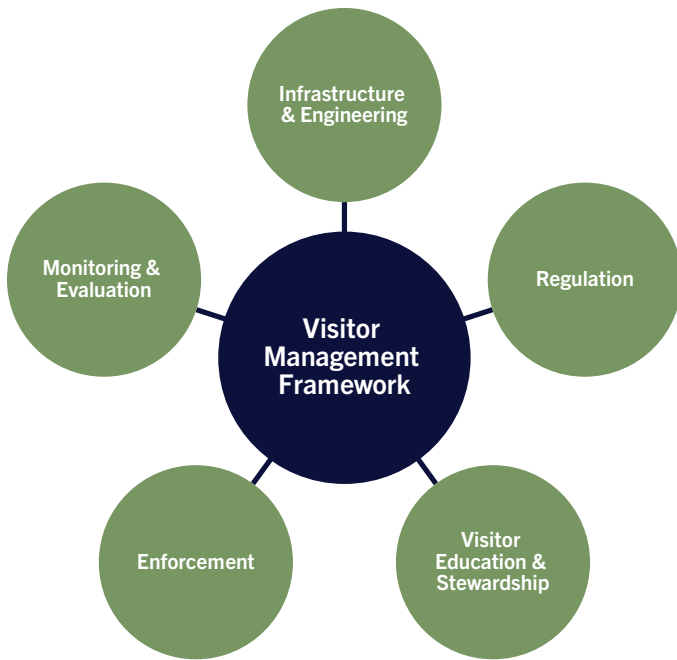 Infrastructure
& Engineering
Monitoring &
Evaluation
Regulation
Visitor
Management
Framework
Enforcement
Visitor
Education &
Stewardship